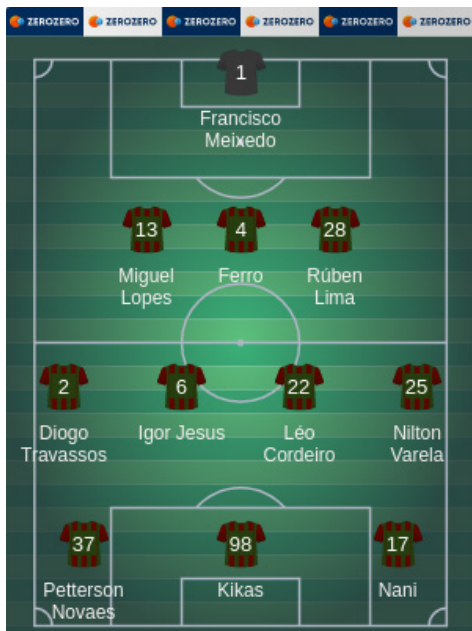 ZEROZERO ZEROZERO ZEROZERO ZEROZERO ZEROZERO ZEROZERO
1
Francisco
Meixedo
13 4 28
Miguel Ferro Rúben
Lopes Lima
2 6 22 25
Diogo Igor Jesus Léo Nilton
Travassos Cordeiro Varela
37 98 17
Petterson Kikas Nani
Novaes